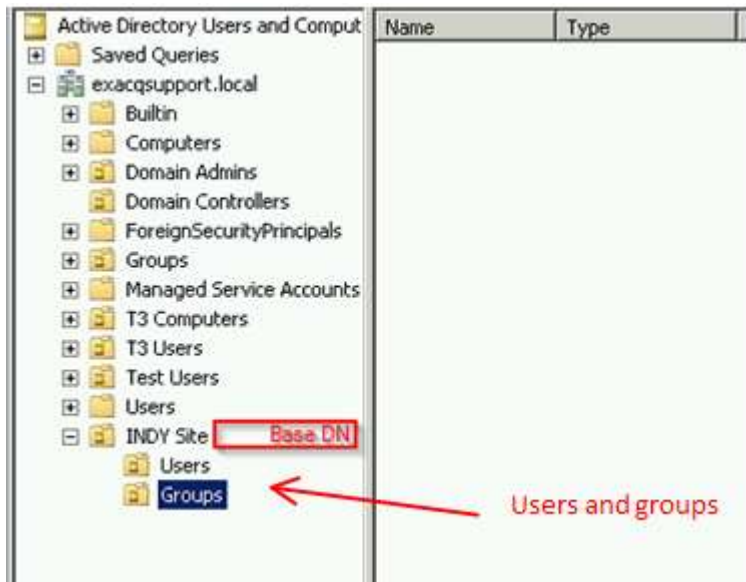 Active Directory Users and Comput
Name
Type
Saved Queries
exacqsupport.local
Builtin
Computers
Domain Admins
Domain Controllers
ForeignSecurityPrincipals
Groups
Managed Service Accounts
T3 Computers
T3 Users
Test Users
Users
INDY Site Base DN
Users
Groups
Users and groups